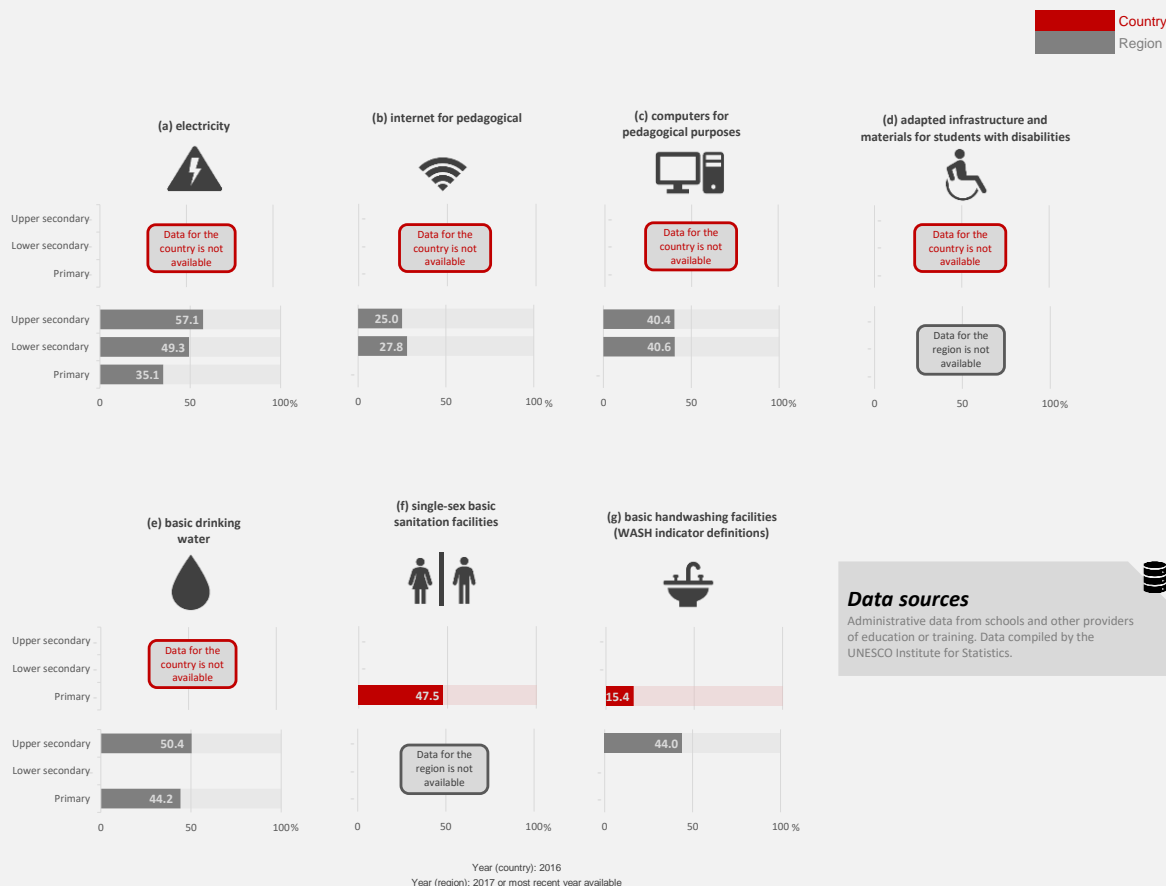 Country
Region
(a) electricity
(b) internet for pedagogical
(c) computers for
pedagogical purposes
(d) adapted infrastructure and
materials for students with disabilities
Upper secondary
Lower secondary
Primary
Data for the
country is not
available
Data for the
country is not
available
Data for the
country is not
available
Data for the
country is not
available
Upper secondary
Lower secondary
Primary
57.1
49.3
35.1
0 50 100%
25.0
27.8
0 50 100 %
40.4
40.6
0 50 100%
Data for the
region is not
available
0 50 100%
(e) basic drinking
water
(f) single-sex basic
sanitation facilities
(g) basic handwashing facilities
(WASH indicator definitions)
Upper secondary
Lower secondary
Primary
Data for the
country is not
available
47.5
15.4
Upper secondary
Lower secondary
Primary
50.4
44.2
0 50 100%
Data for the
region is not
available
0 50 100 %
44.0
0 50 100 %
Data sources
Administrative data from schools and other providers
of education or training. Data compiled by the
UNESCO Institute for Statistics.
Year (country): 2016
Year (region): 2017 or most recent year available